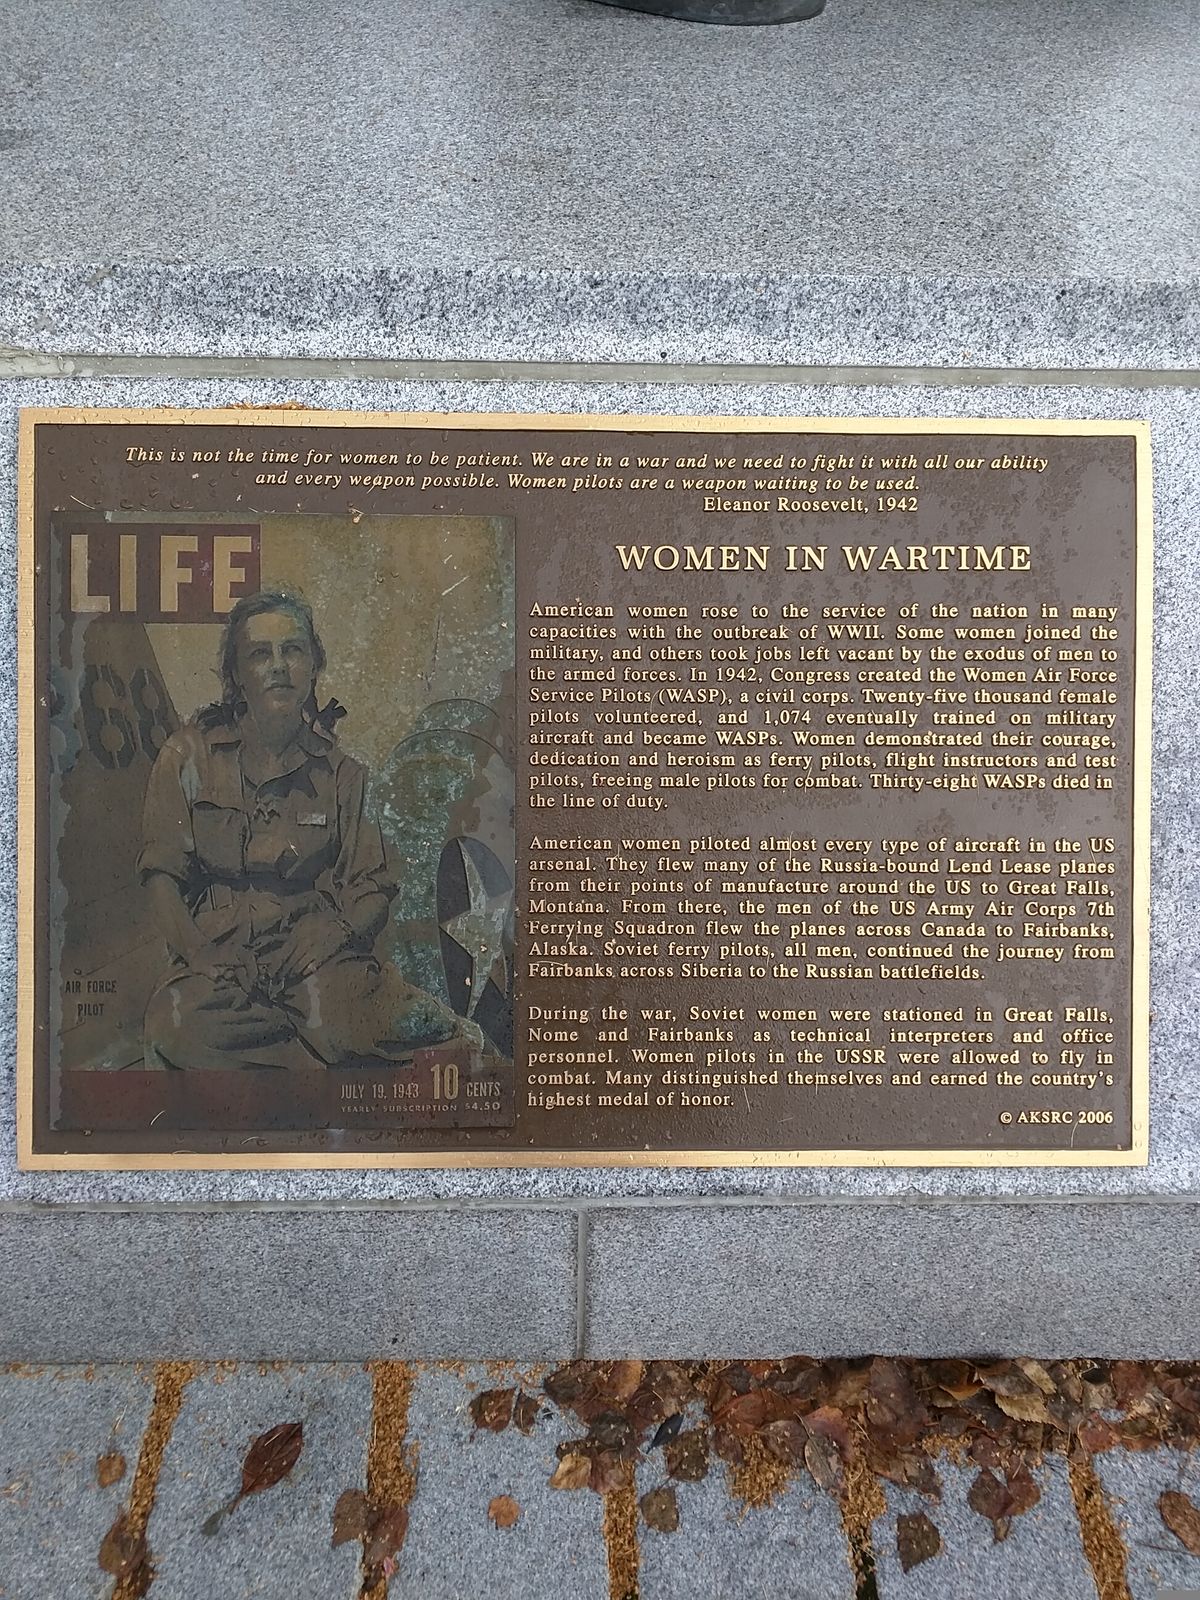 This is not the time for women to be patient. We are in a war and we need to fight it with all our ability
and every weapon possible. Women pilots are a weapon waiting to be used.
Eleanor Roosevelt, 1942
LIFE
68
AIR FORCE
PILOT
JULY 19, 1943 10 CENTS
YEARLY SUBSCRIPTION $4.50
WOMEN IN WARTIME
American women rose to the service of the nation in many
capacities with the outbreak of WWII. Some women joined the
military, and others took jobs left vacant by the exodus of men to
the armed forces. In 1942, Congress created the Women Air Force
Service Pilots (WASP), a civil corps. Twenty-five thousand female
pilots volunteered, and 1,074 eventually trained on military
aircraft and became WASPs. Women demonstrated their courage,
dedication and heroism as ferry pilots, flight instructors and test
pilots, freeing male pilots for combat. Thirty-eight WASPs died in
the line of duty.
American women piloted almost every type of aircraft in the US
arsenal. They flew many of the Russia-bound Lend Lease planes
from their points of manufacture around the US to Great Falls,
Montana. From there, the men of the US Army Air Corps 7th
Ferrying Squadron flew the planes across Canada to Fairbanks,
Alaska. Soviet ferry pilots, all men, continued the journey from
Fairbanks across Siberia to the Russian battlefields.
During the war, Soviet women were stationed in Great Falls,
Nome and Fairbanks as technical interpreters and office
personnel. Women pilots in the USSR were allowed to fly in
combat. Many distinguished themselves and earned the country's
highest medal of honor.
© AKSRC 2006